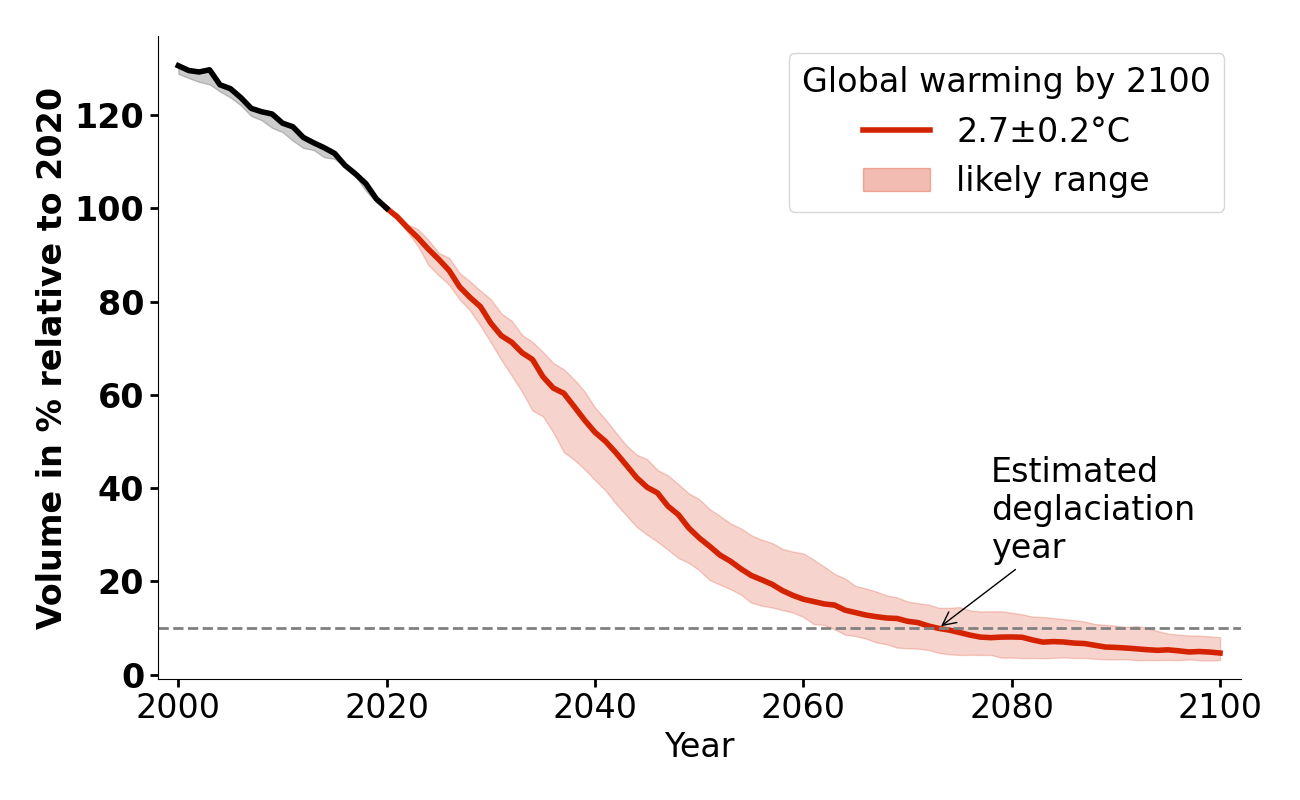 Volume in % relative to 2020
120
100
80
60
40
20
0
Global warming by 2100
2.7±0.2°C
likely range
Estimated
deglaciation
year
2000 2020 2040 2060 2080 2100
Year